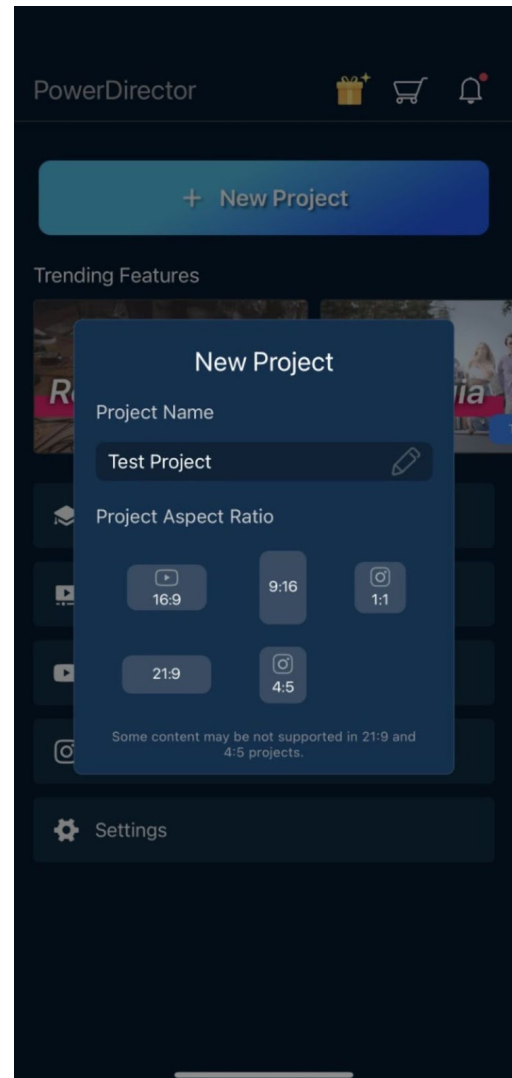 PowerDirector
+ New Project
Trending Features
New Project
Project Name
Test Project
Project Aspect Ratio
16:9
9:16
1:1
21:9
4:5
Some content may be not supported in 21:9 and
4:5 projects.
Settings